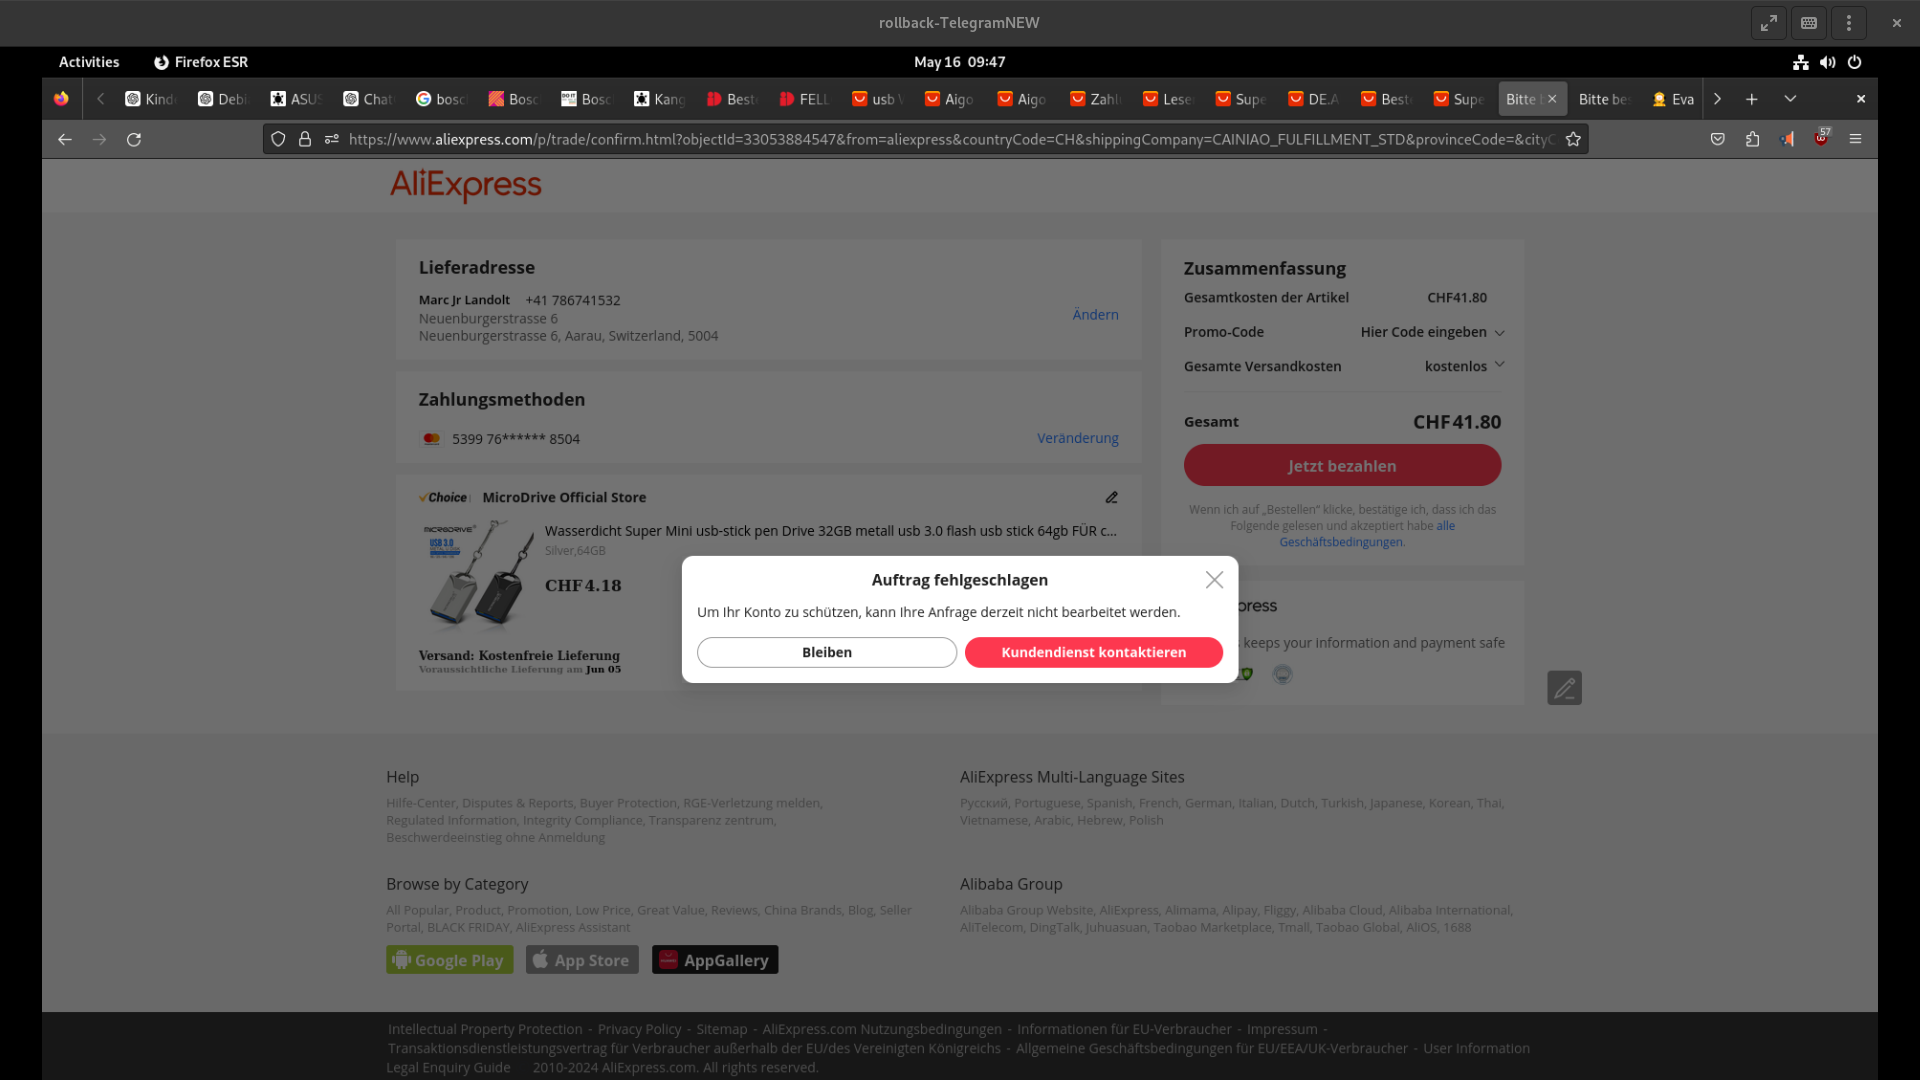 rollback-TelegramNEW
Activities
Firefox ESR
May 16 09:47
Kind
Debi
ASUS
Chat
bosc
Bosc
Bosc
Kang
Best
FELL
usb
Aigo
Aigo
Zahl
Lese
Supe
DE.A
Best
Supe
Bitte
Bitte be
Eva
https://www.aliexpress.com/p/trade/confirm.html?objectId=33053884547&from=aliexpress&countryCode=CH&shippingCompany=CAINIAO_FULFILLMENT_STD&provinceCode=&cityC
57
AliExpress
Lieferadresse
Marc Jr Landolt +41 786741532
Neuenburgerstrasse 6
Neuenburgerstrasse 6, Aarau, Switzerland, 5004
Ändern
Zahlungsmethoden
5399 76****** 8504
Veränderung
Choice MicroDrive Official Store
MICRODRIVE
USB 3.0
Wasserdicht Super Mini usb-stick pen Drive 32GB metall usb 3.0 flash usb stick 64gb FÜR c...
Silver,64GB
CHF4.18
Versand: Kostenfreie Lieferung
Voraussichtliche Lieferung am Jun 05
Zusammenfassung
Gesamtkosten der Artikel CHF41.80
Promo-Code Hier Code eingeben
Gesamte Versandkosten kostenlos
Gesamt CHF41.80
Jetzt bezahlen
Wenn ich auf „Bestellen“ klicke, bestätige ich, dass ich das
Folgende gelesen und akzeptiert habe alle
Geschäftsbedingungen.
press
keeps your information and payment safe
Auftrag fehlgeschlagen
Um Ihr Konto zu schützen, kann Ihre Anfrage derzeit nicht bearbeitet werden.
Bleiben
Kundendienst kontaktieren
Help
Hilfe-Center, Disputes & Reports, Buyer Protection, RGE-Verletzung melden,
Regulated Information, Integrity Compliance, Transparenz zentrum,
Beschwerdeeinstieg ohne Anmeldung
AliExpress Multi-Language Sites
Русский, Portuguese, Spanish, French, German, Italian, Dutch, Turkish, Japanese, Korean, Thai,
Vietnamese, Arabic, Hebrew, Polish
Browse by Category
All Popular, Product, Promotion, Low Price, Great Value, Reviews, China Brands, Blog, Seller
Portal, BLACK FRIDAY, AliExpress Assistant
Alibaba Group
Alibaba Group Website, AliExpress, Alimama, Alipay, Fliggy, Alibaba Cloud, Alibaba International,
AliTelecom, DingTalk, Juhuasuan, Taobao Marketplace, Tmall, Taobao Global, AliOS, 1688
Google Play
App Store
AppGallery
Intellectual Property Protection - Privacy Policy - Sitemap - AliExpress.com Nutzungsbedingungen - Informationen für EU-Verbraucher - Impressum -
Transaktionsdienstleistungsvertrag für Verbraucher außerhalb der EU/des Vereinigten Königreichs - Allgemeine Geschäftsbedingungen für EU/EEA/UK-Verbraucher - User Information
Legal Enquiry Guide 2010-2024 AliExpress.com. All rights reserved.